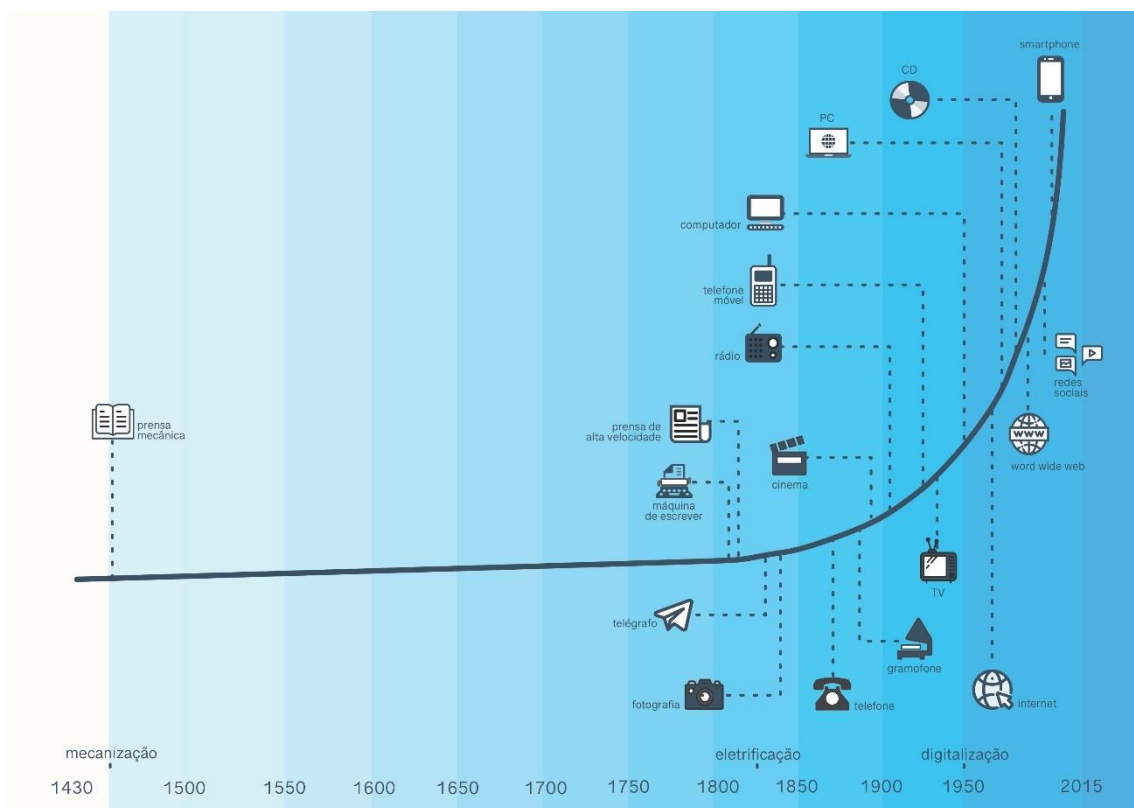 smartphone
CD
PC
computador
telefone
móvel
rádio
redes
sociais
prensa
mecânica
prensa de
alta velocidade
cinema
www
word wide web
máquina
de escrever
TV
telégrafo
gramofone
fotografia
telefone
internet
mecanização
eletrificação
digitalização
1430
1500
1550
1600
1650
1700
1750
1800
1850
1900
1950
2015